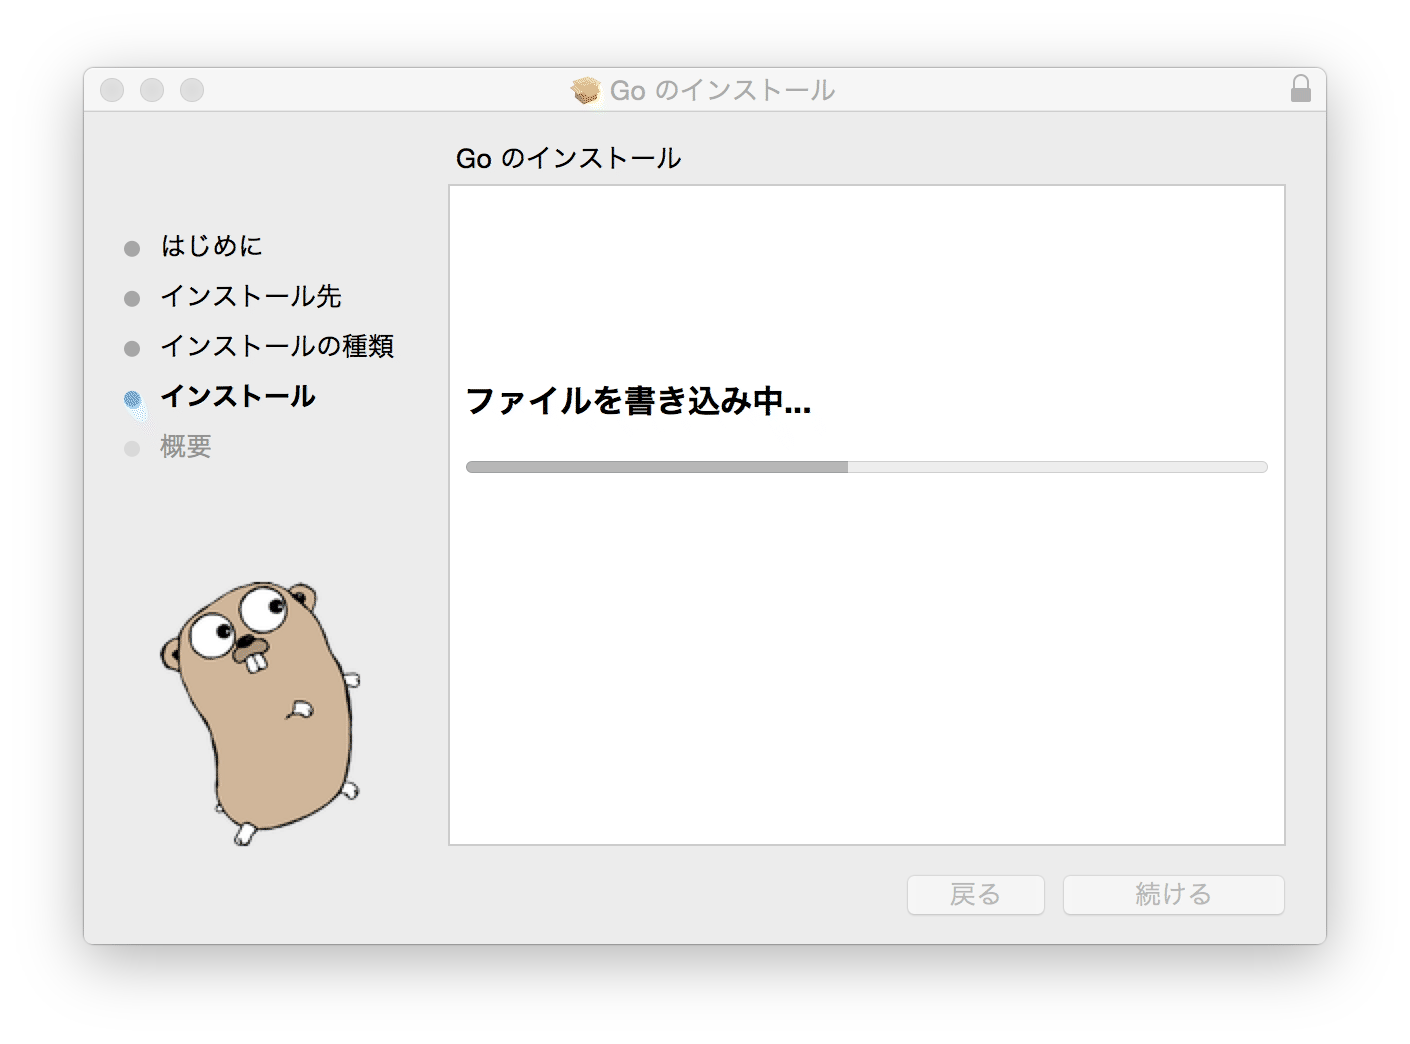 Go のインストール
Go のインストール
はじめに
インストール先
インストールの種類
インストール
概要
ファイルを書き込み中...
戻る
続ける